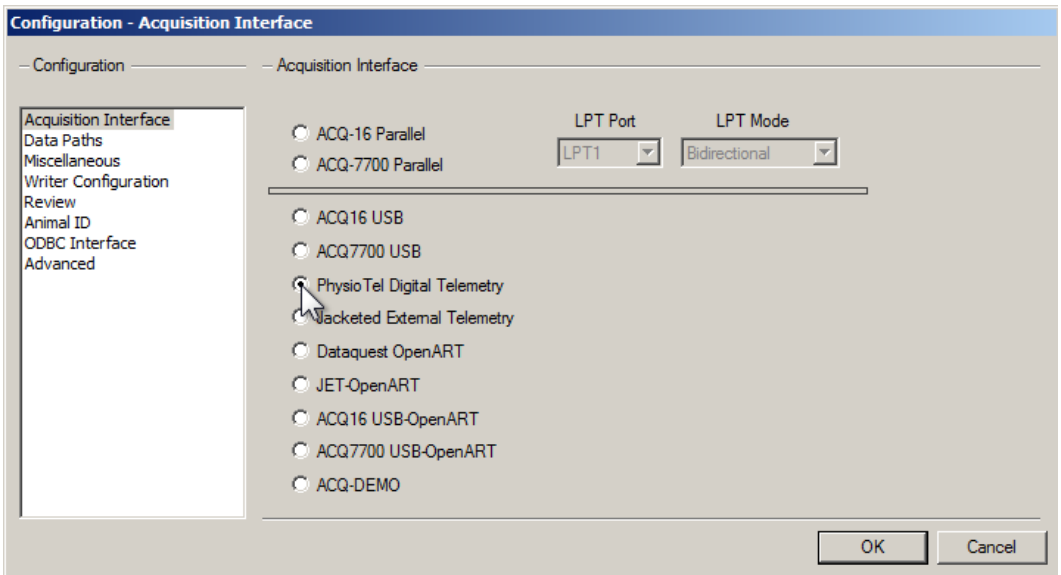 Configuration - Acquisition Interface
Configuration
Acquisition Interface
Data Paths
Miscellaneous
Writer Configuration
Review
Animal ID
ODBC Interface
Advanced
Acquisition Interface
LPT Port
LPT Mode
ACQ-16 Parallel
LPT1
Bidirectional
ACQ-7700 Parallel
ACQ16 USB
ACQ7700 USB
PhysioTel Digital Telemetry
Jacketed External Telemetry
Dataquest OpenART
JET-OpenART
ACQ16 USB-OpenART
ACQ7700 USB-OpenART
ACQ-DEMO
OK
Cancel